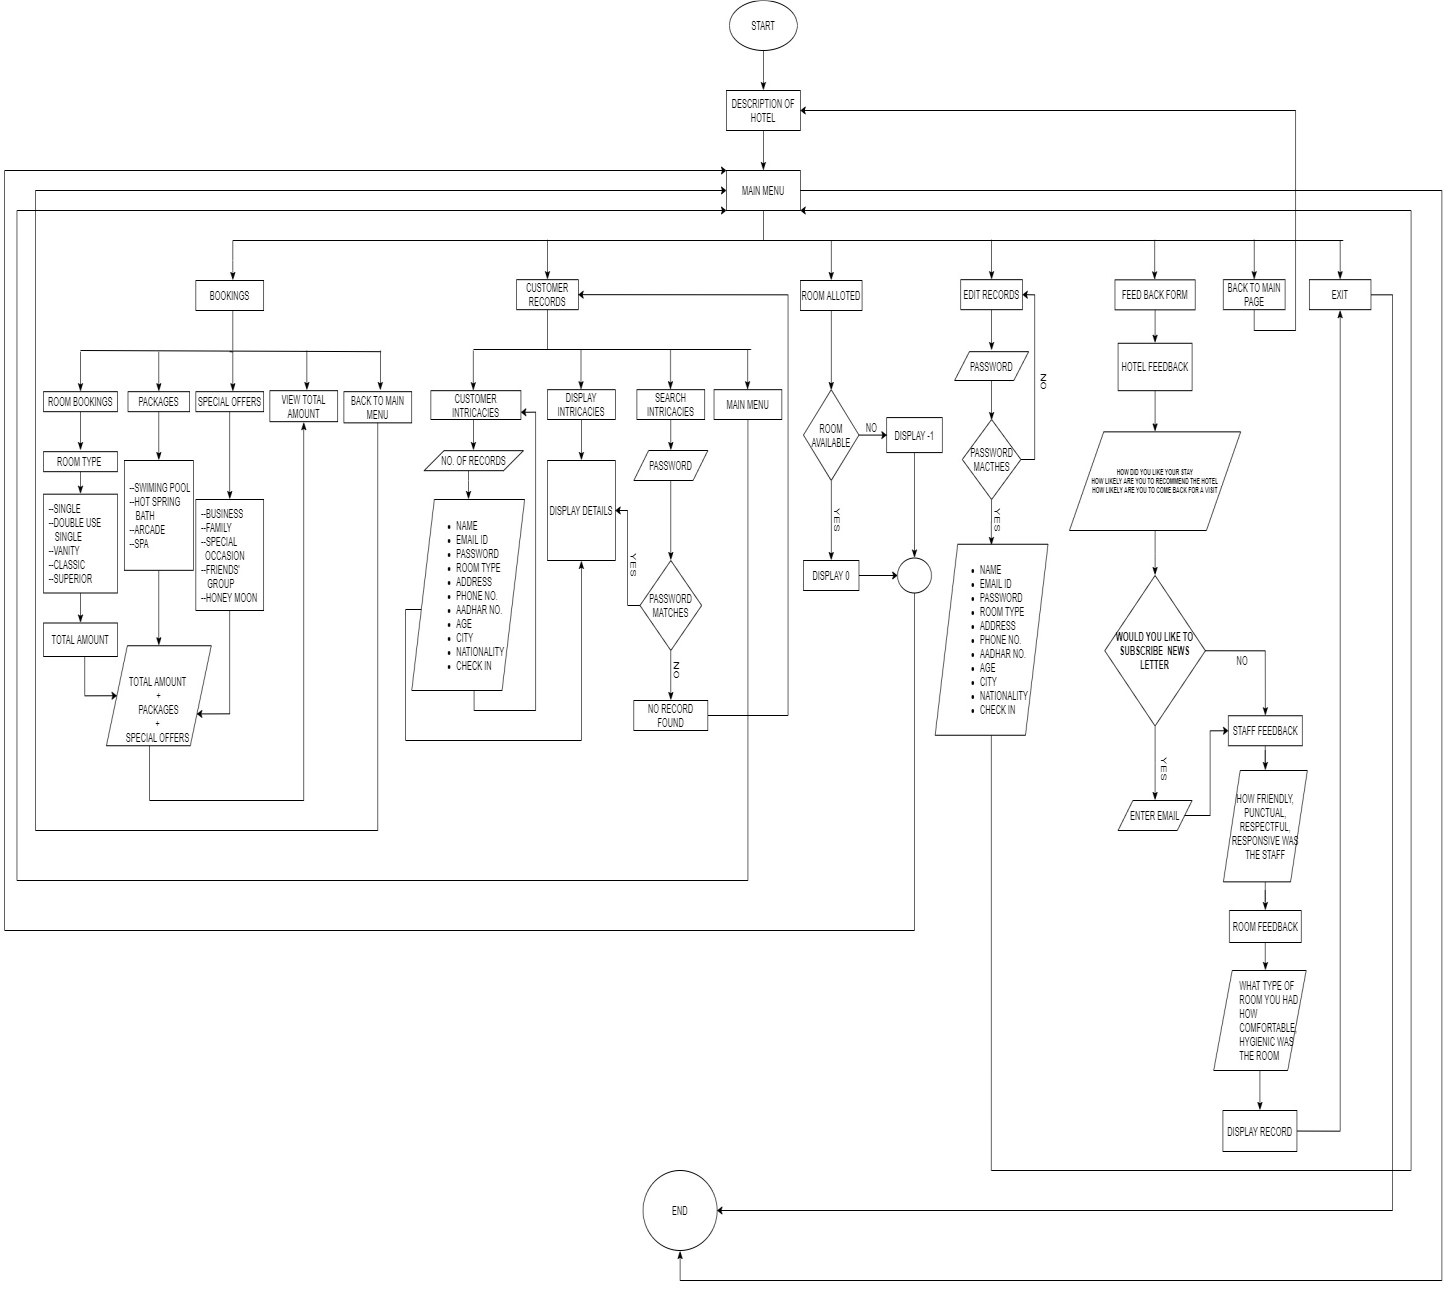 START
DESCRIPTION OF
HOTEL
MAIN MENU
BOOKINGS
CUSTOMER
RECORDS
ROOM ALLOTED
EDIT RECORDS
FEED BACK FORM
BACK TO MAIN
PAGE
EXIT
ROOM BOOKINGS
PACKAGES
SPECIAL OFFERS
VIEW TOTAL
AMOUNT
BACK TO MAIN
MENU
ROOM TYPE
--SINGLE
--DOUBLE USE
SINGLE
--VANITY
--CLASSIC
--SUPERIOR
TOTAL AMOUNT
--SWIMING POOL
--HOT SPRING
BATH
--ARCADE
--SPA
--BUSINESS
--FAMILY
--SPECIAL
OCCASION
--FRIENDS'
GROUP
--HONEY MOON
TOTAL AMOUNT
+
PACKAGES
+
SPECIAL OFFERS
CUSTOMER
INTRICACIES
NO. OF RECORDS
• NAME
• EMAIL ID
• PASSWORD
• ROOM TYPE
• ADDRESS
• PHONE NO.
• AADHAR NO.
• AGE
• CITY
• NATIONALITY
• CHECK IN
DISPLAY
INTRICACIES
DISPLAY DETAILS
SEARCH
INTRICACIES
PASSWORD
YES
PASSWORD
MATCHES
NO
NO RECORD
FOUND
MAIN MENU
ROOM
AVAILABLE
NO
DISPLAY -1
YES
DISPLAY 0
PASSWORD
NO
PASSWORD
MACTHES
YES
• NAME
• EMAIL ID
• PASSWORD
• ROOM TYPE
• ADDRESS
• PHONE NO.
• AADHAR NO.
• AGE
• CITY
• NATIONALITY
• CHECK IN
HOTEL FEEDBACK
HOW DID YOU LIKE YOUR STAY
HOW LIKELY ARE YOU TO RECOMMEND THE HOTEL
HOW LIKELY ARE YOU TO COME BACK FOR A VISIT
WOULD YOU LIKE TO
SUBSCRIBE NEWS
LETTER
NO
YES
ENTER EMAIL
STAFF FEEDBACK
HOW FRIENDLY,
PUNCTUAL,
RESPECTFUL,
RESPONSIVE WAS
THE STAFF
ROOM FEEDBACK
WHAT TYPE OF
ROOM YOU HAD
HOW
COMFORTABLE,
HYGIENIC WAS
THE ROOM
DISPLAY RECORD
END